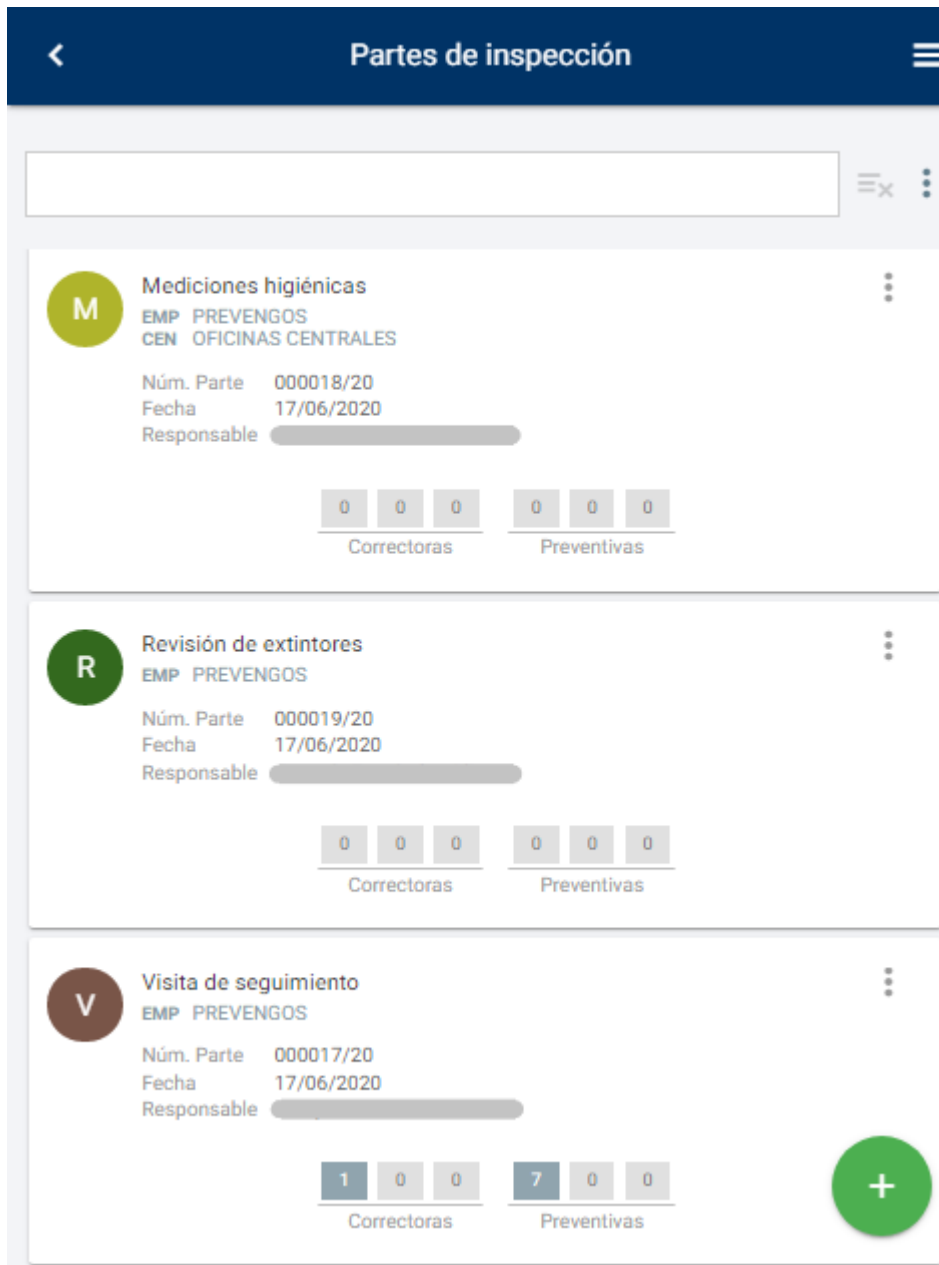 Partes de inspección
M
Mediciones higiénicas
EMP PREVENGOS
CEN OFICINAS CENTRALES
Núm. Parte 000018/20
Fecha 17/06/2020
Responsable
0 0 0 0 0 0
Correctoras Preventivas
R
Revisión de extintores
EMP PREVENGOS
Núm. Parte 000019/20
Fecha 17/06/2020
Responsable
0 0 0 0 0 0
Correctoras Preventivas
V
Visita de seguimiento
EMP PREVENGOS
Núm. Parte 000017/20
Fecha 17/06/2020
Responsable
1 0 0 7 0 0
Correctoras Preventivas
+